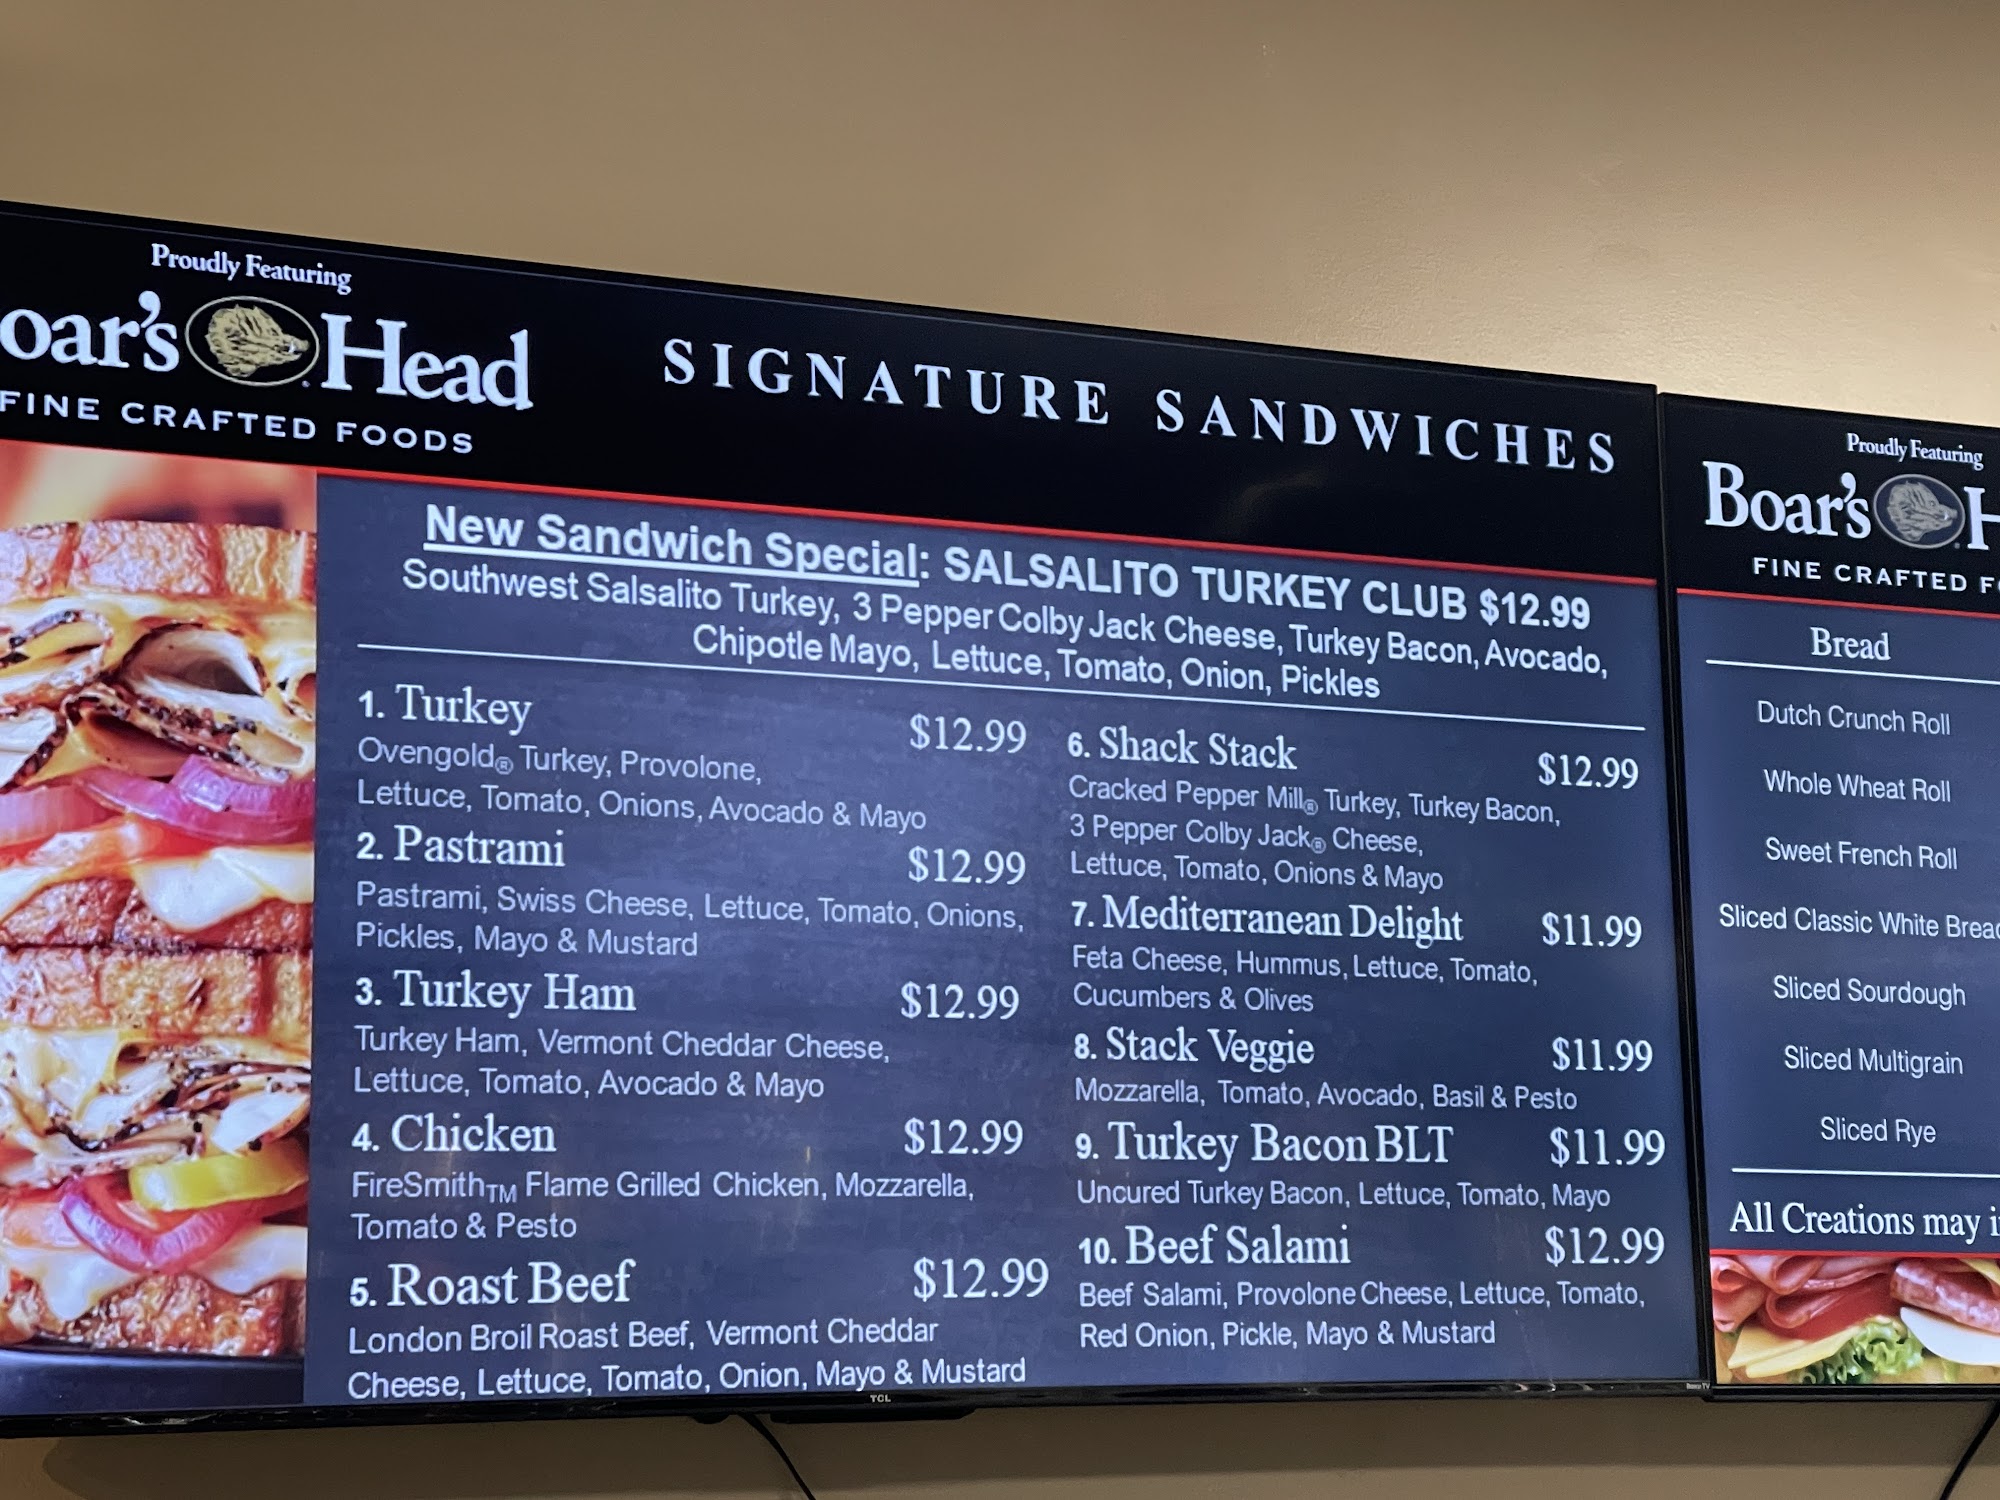 Proudly Featuring
oar's Head
FINE CRAFTED FOODS
SIGNATURE SANDWICHES
New Sandwich Special: SALSALITO TURKEY CLUB $12.99
Southwest Salsalito Turkey, 3 Pepper Colby Jack Cheese, Turkey Bacon, Avocado,
Chipotle Mayo, Lettuce, Tomato, Onion, Pickles
1. Turkey $12.99
Ovengold® Turkey, Provolone,
Lettuce, Tomato, Onions, Avocado & Mayo
2. Pastrami $12.99
Pastrami, Swiss Cheese, Lettuce, Tomato, Onions,
Pickles, Mayo & Mustard
3. Turkey Ham $12.99
Turkey Ham, Vermont Cheddar Cheese,
Lettuce, Tomato, Avocado & Mayo
4. Chicken $12.99
FireSmith™ Flame Grilled Chicken, Mozzarella,
Tomato & Pesto
5. Roast Beef $12.99
London Broil Roast Beef, Vermont Cheddar
Cheese, Lettuce, Tomato, Onion, Mayo & Mustard
6. Shack Stack $12.99
Cracked Pepper Mill® Turkey, Turkey Bacon,
3 Pepper Colby Jack® Cheese,
Lettuce, Tomato, Onions & Mayo
7. Mediterranean Delight $11.99
Feta Cheese, Hummus, Lettuce, Tomato,
Cucumbers & Olives
8. Stack Veggie $11.99
Mozzarella, Tomato, Avocado, Basil & Pesto
9. Turkey Bacon BLT $11.99
Uncured Turkey Bacon, Lettuce, Tomato, Mayo
10. Beef Salami $12.99
Beef Salami, Provolone Cheese, Lettuce, Tomato,
Red Onion, Pickle, Mayo & Mustard
TCL
Roku TV
Proudly Featuring
Boar's H
FINE CRAFTED F
Bread
Dutch Crunch Roll
Whole Wheat Roll
Sweet French Roll
Sliced Classic White Brea
Sliced Sourdough
Sliced Multigrain
Sliced Rye
All Creations may i